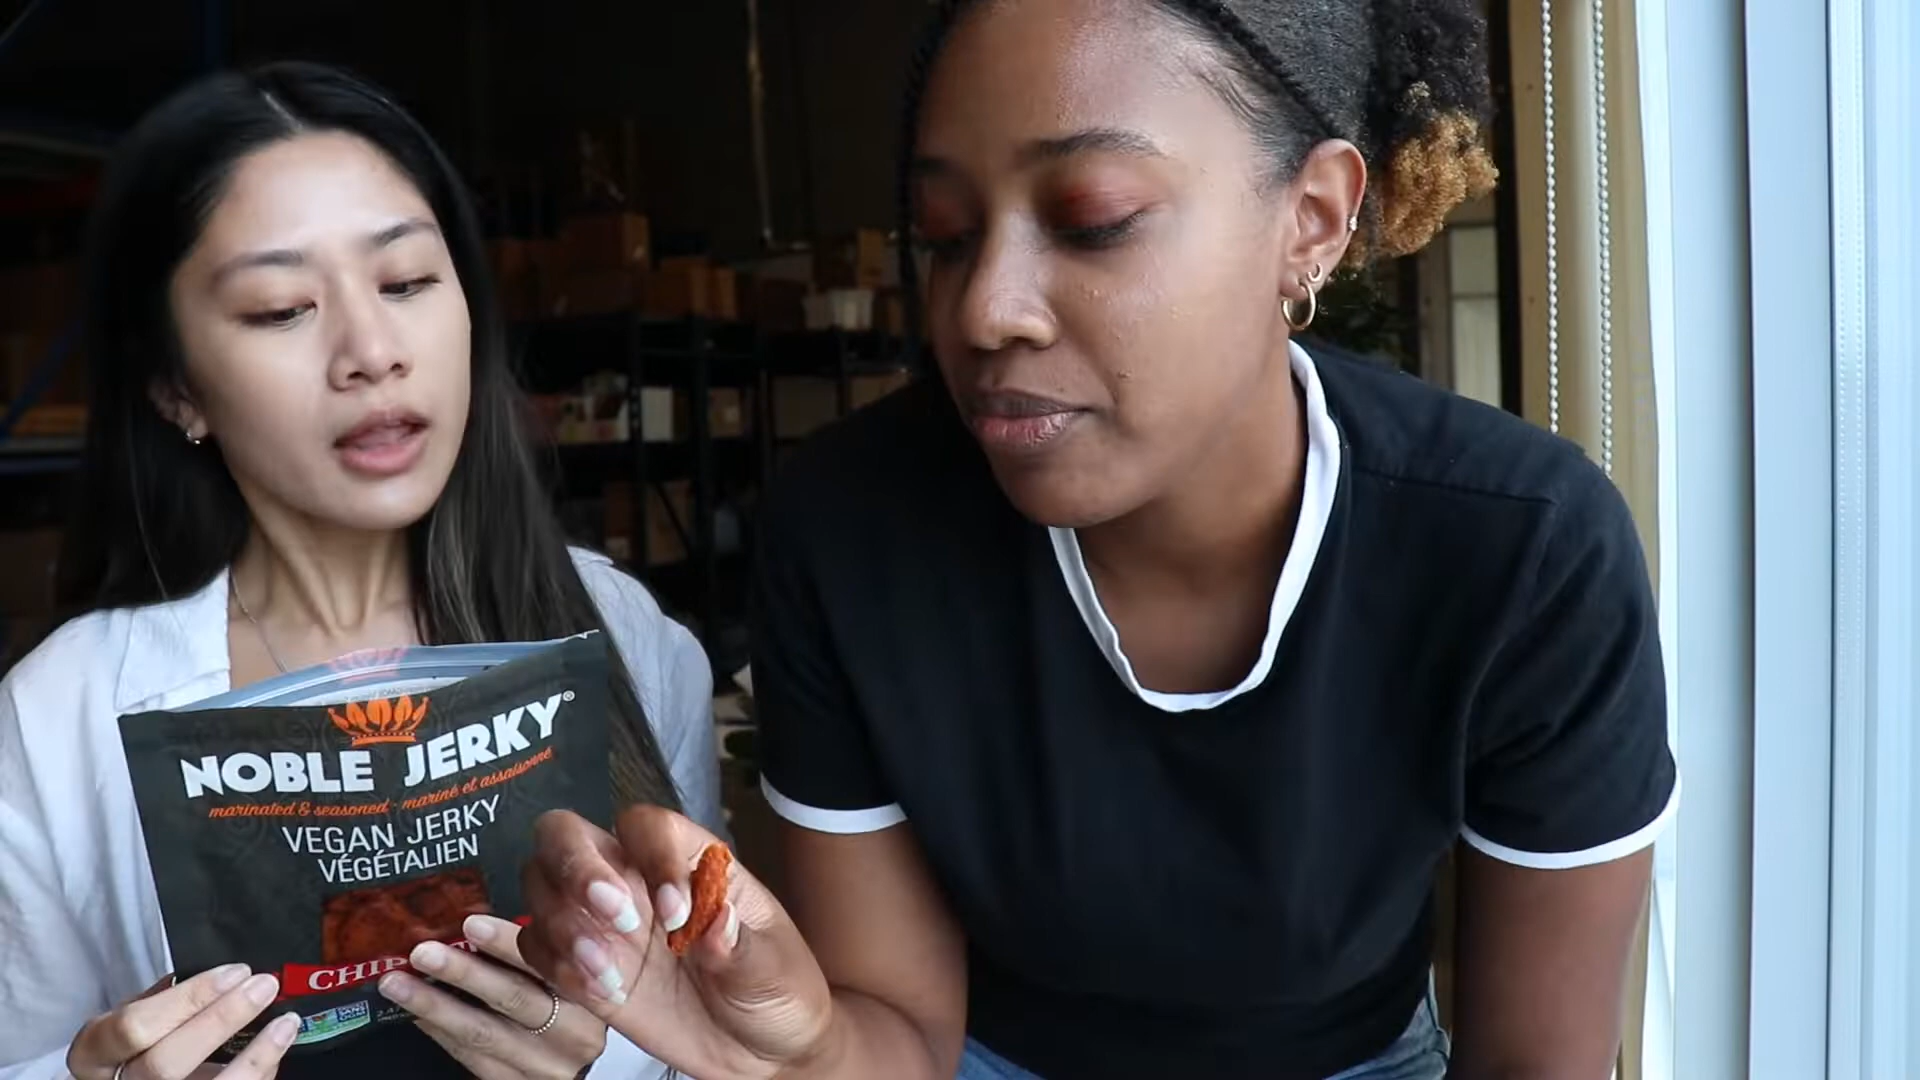 NOBLE JERKY®
marinated & seasoned - mariné et assaisonné
VEGAN JERKY
VÉGÉTALIEN